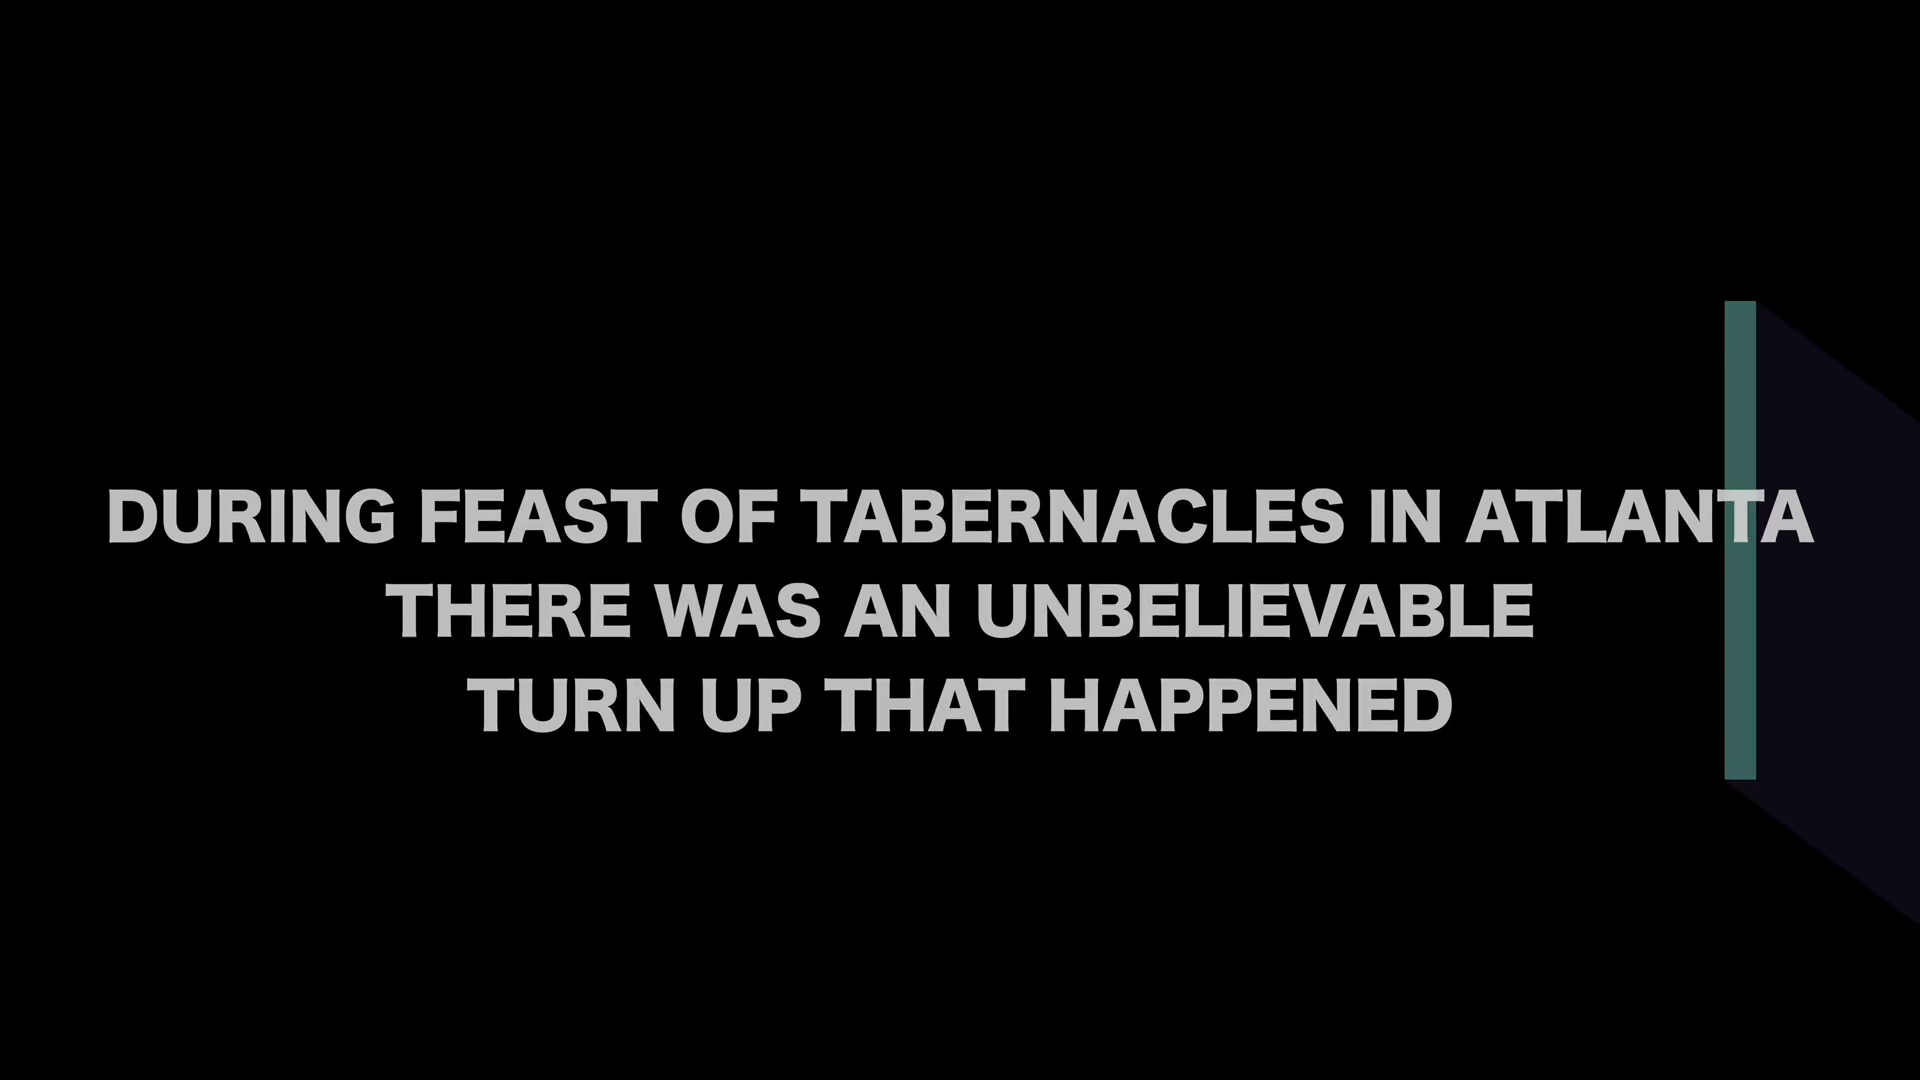 DURING FEAST OF TABERNACLES IN ATLANTA
THERE WAS AN UNBELIEVABLE
TURN UP THAT HAPPENED